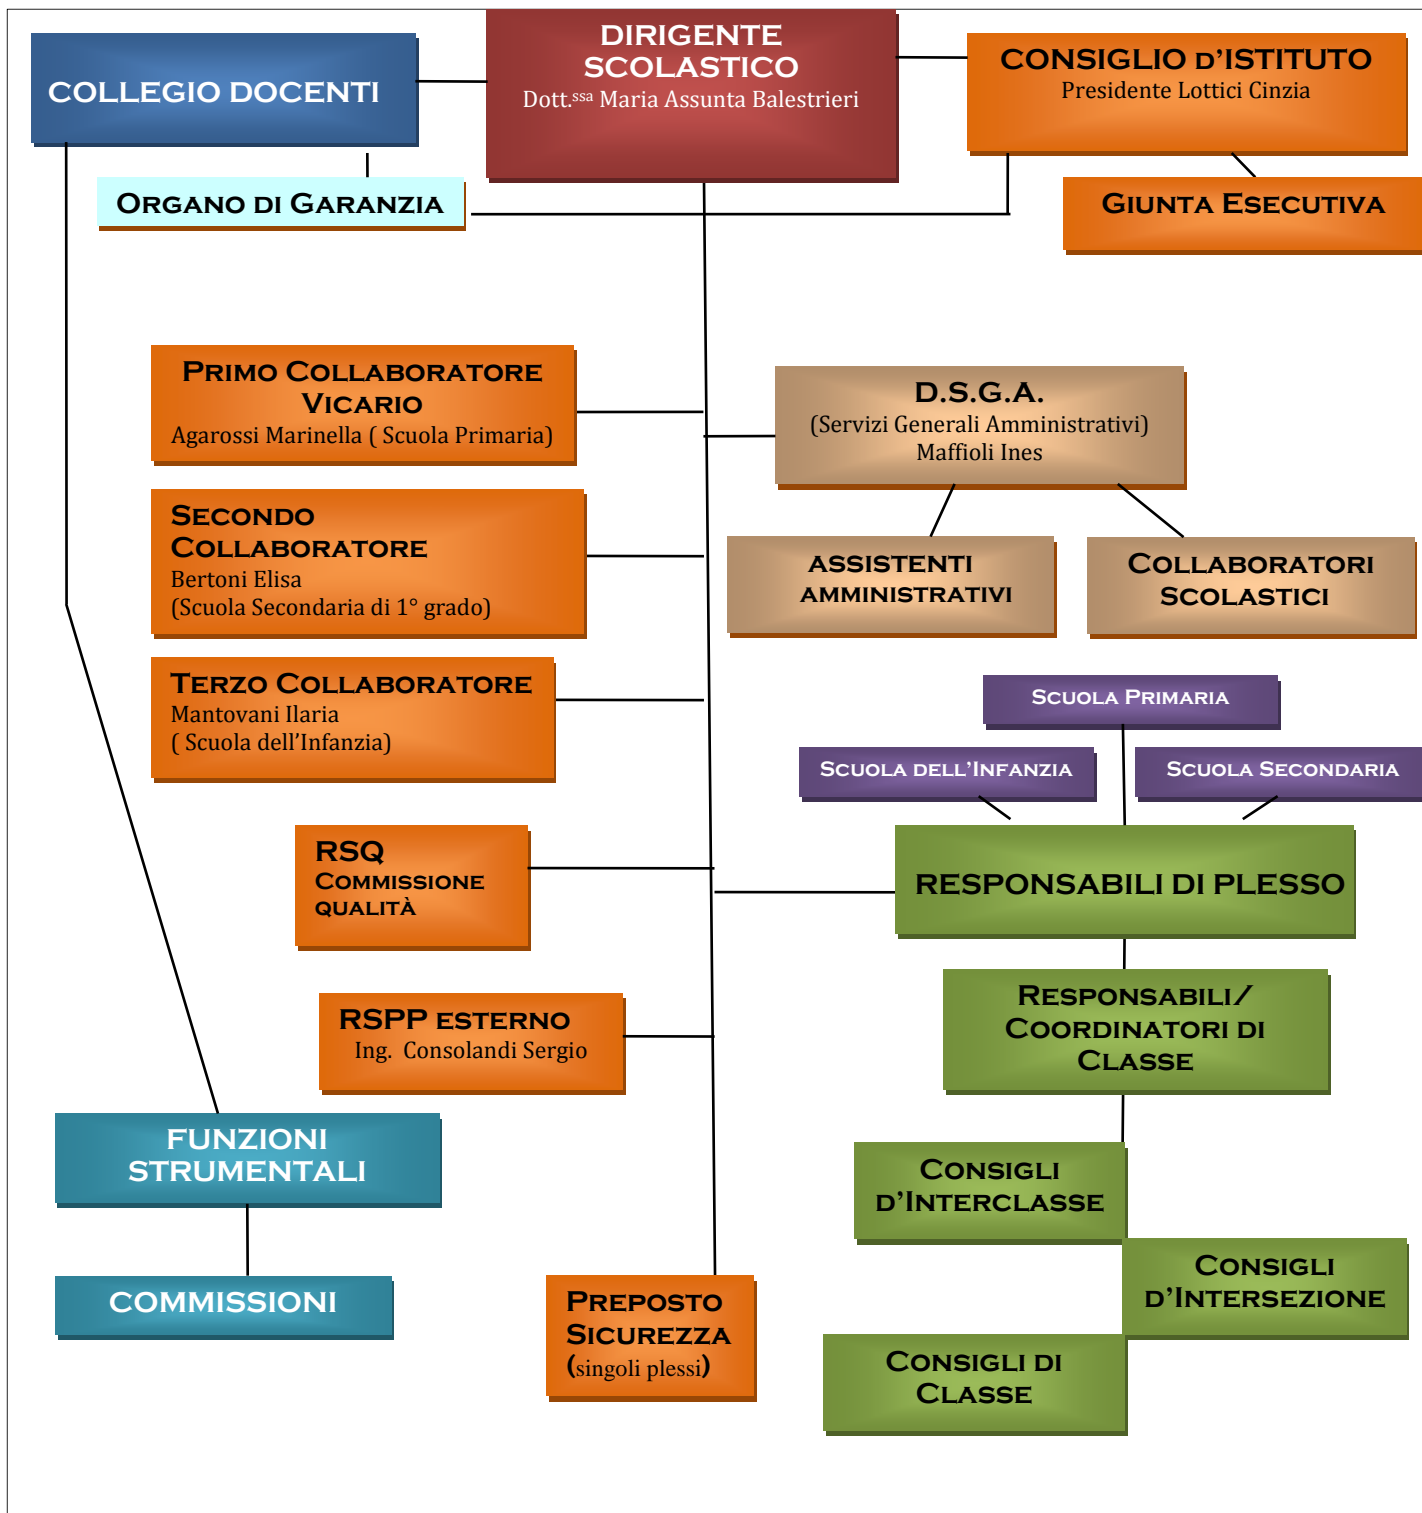 DIRIGENTE
SCOLASTICO
Dott.ssa Maria Assunta Balestrieri
COLLEGIO DOCENTI
CONSIGLIO D'ISTITUTO
Presidente Lottici Cinzia
ORGANO DI GARANZIA
GIUNTA ESECUTIVA
PRIMO COLLABORATORE
VICARIO
Agarossi Marinella ( Scuola Primaria)
D.S.G.A.
(Servizi Generali Amministrativi)
Maffioli Ines
SECONDO
COLLABORATORE
Bertoni Elisa
(Scuola Secondaria di 1° grado)
ASSISTENTI
AMMINISTRATIVI
COLLABORATORI
SCOLASTICI
TERZO COLLABORATORE
Mantovani Ilaria
( Scuola dell'Infanzia)
SCUOLA PRIMARIA
SCUOLA DELL'INFANZIA
SCUOLA SECONDARIA
RSQ
COMMISSIONE
QUALITÀ
RESPONSABILI DI PLESSO
RSPP ESTERNO
Ing. Consolandi Sergio
RESPONSABILI/
COORDINATORI DI
CLASSE
FUNZIONI
STRUMENTALI
CONSIGLI
D'INTERCLASSE
COMMISSIONI
CONSIGLI
D'INTERSEZIONE
PREPOSTO
SICUREZZA
(singoli plessi)
CONSIGLI DI
CLASSE